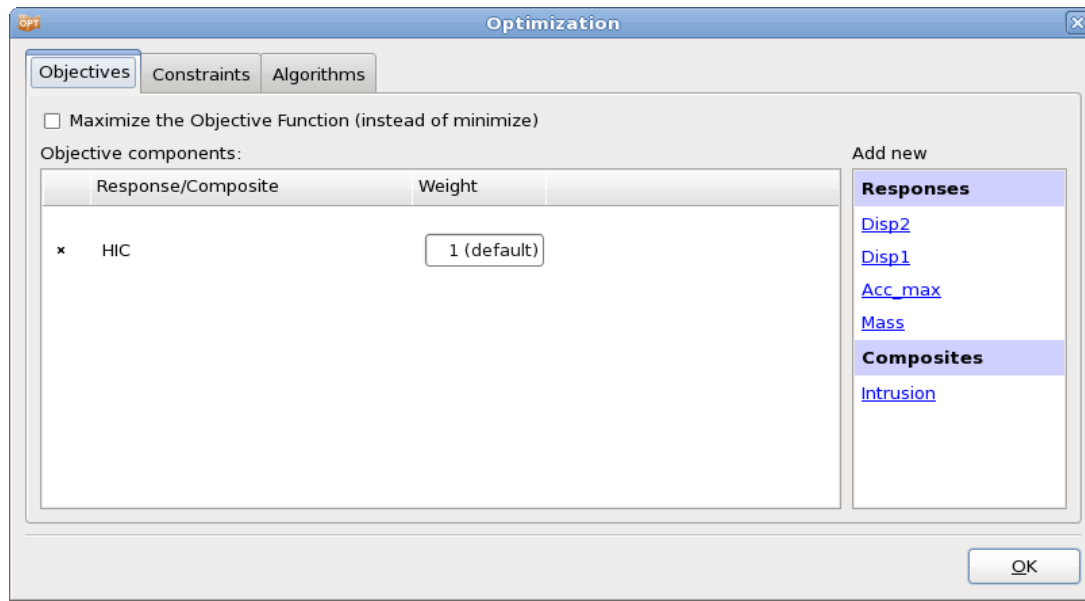 OPT Optimization
Objectives Constraints Algorithms
Maximize the Objective Function (instead of minimize)
Objective components: Add new
Response/Composite Weight Responses
Disp2
HIC 1 (default)
Disp1
Acc_max
Mass
Composites
Intrusion
OK